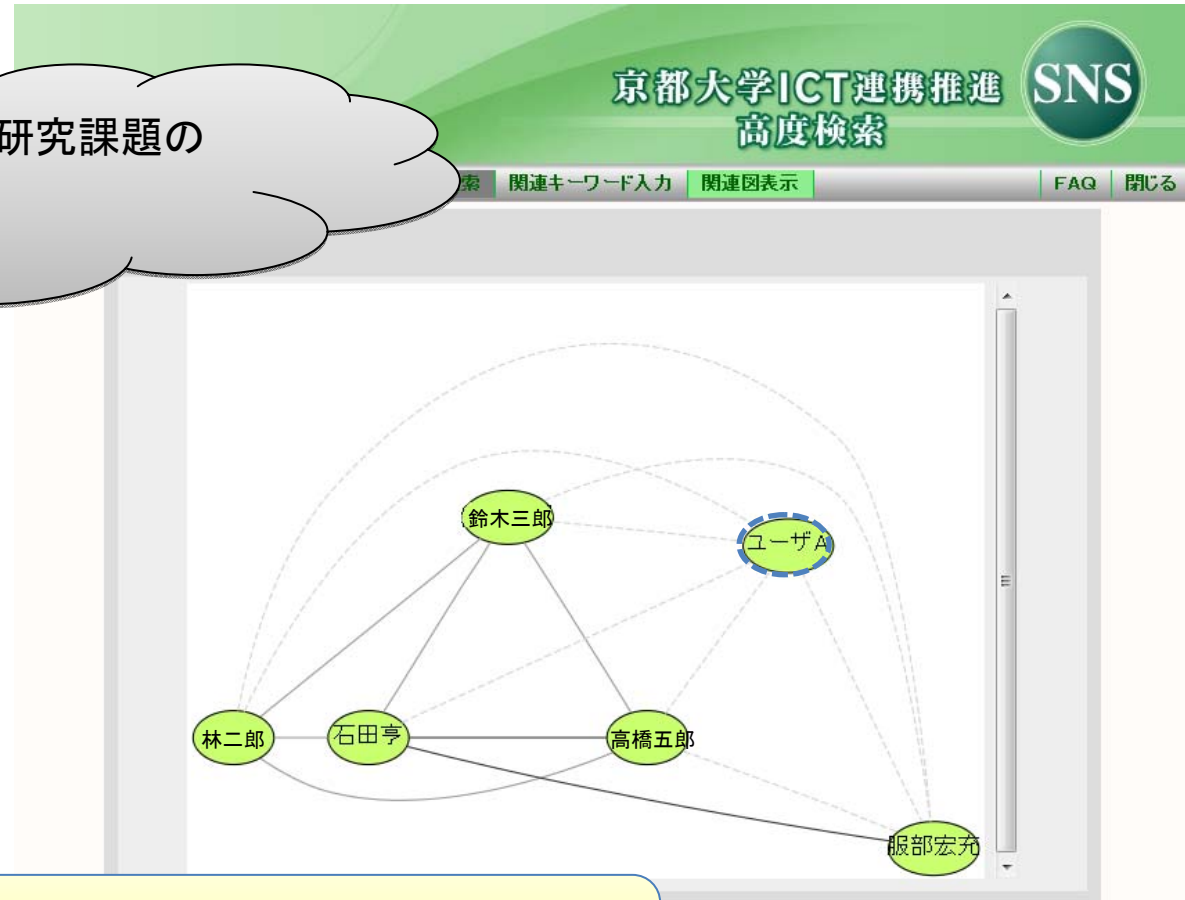 京都大学ICT連携推進
高度検索
SNS
研究課題の
索 関連キーワード入力 関連図表示 FAQ 閉じる
鈴木三郎
ユーザA
林二郎
石田亨
高橋五郎
服部宏充